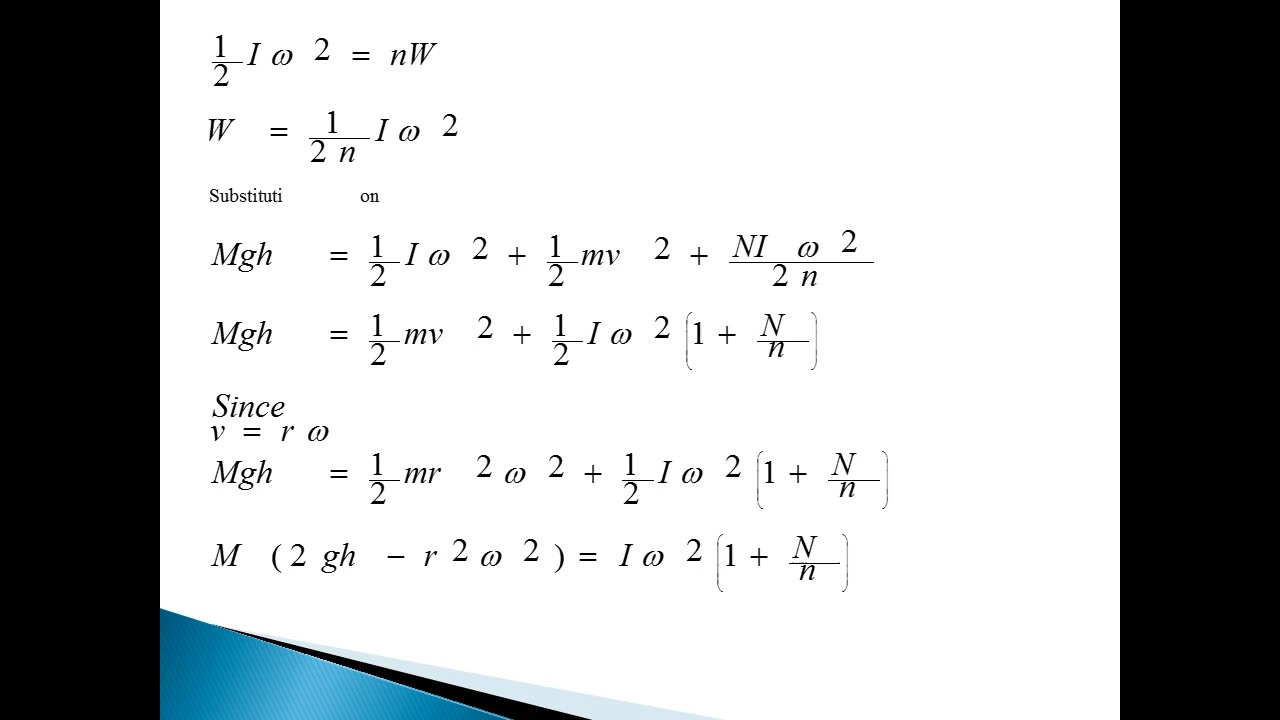 1/2 I ω 2 = nW
W = 1/2 n I ω 2
Substituti on
Mgh = 1/2 I ω 2 + 1/2 mv 2 + NI ω 2/2 n
Mgh = 1/2 mv 2 + 1/2 I ω 2 (1 + N/n)
Since
v = r ω
Mgh = 1/2 mr 2 ω 2 + 1/2 I ω 2 (1 + N/n)
M (2 gh − r 2 ω 2) = I ω 2 (1 + N/n)